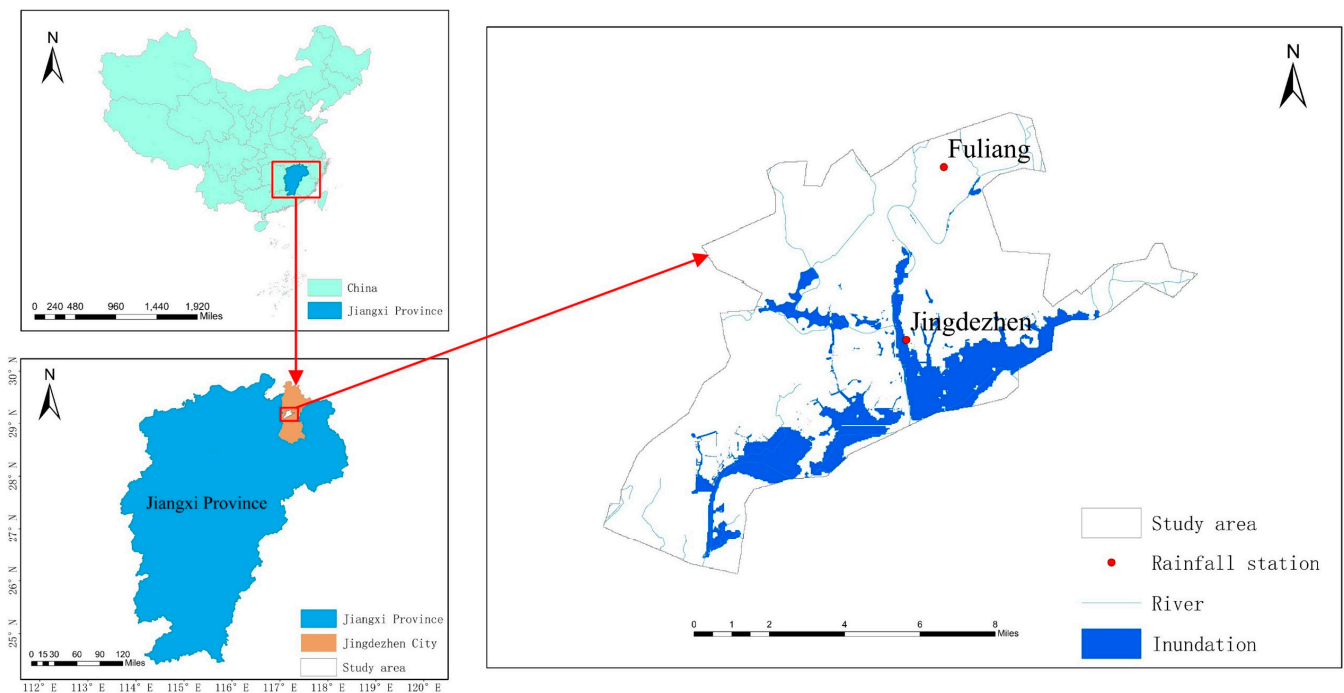 N
China
Jiangxi Province
0 240 480 960 1,440 1,920
Miles
30° N
29° N
28° N
27° N
26° N
25° N
N
Jiangxi Province
Jiangxi Province
Jingdezhen City
Study area
0 15 30 60 90 120
Miles
112° E 113° E 114° E 115° E 116° E 117° E 118° E 119° E 120° E
N
Fuliang
Jingdezhen
Study area
Rainfall station
River
Inundation
0 1 2 4 6 8
Miles